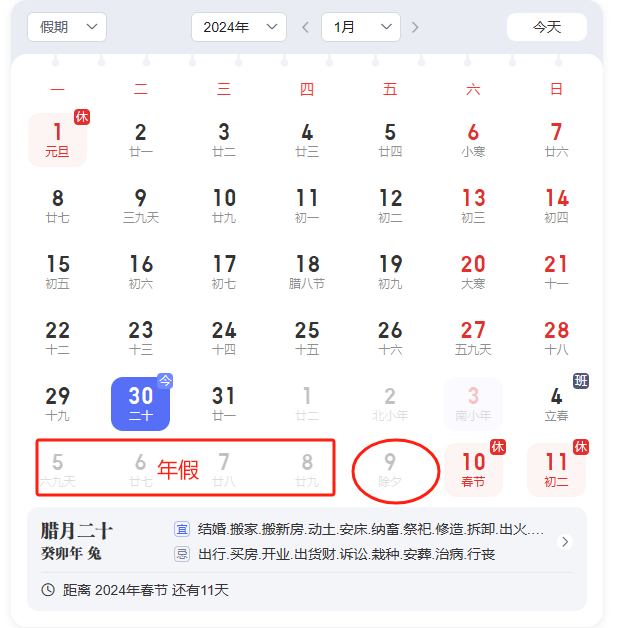 假期 2024年 1月 今天
一 二 三 四 五 六 日
休
1 2 3 4 5 6 7
元旦 廿一 廿二 廿三 廿四 小寒 廿六
8 9 10 11 12 13 14
廿七 三九天 廿九 初一 初二 初三 初四
15 16 17 18 19 20 21
初五 初六 初七 腊八节 初九 大寒 十一
22 23 24 25 26 27 28
十二 十三 十四 十五 十六 五九天 十八
今 班
29 30 31 1 2 3 4
十九 二十 廿一 廿二 北小年 南小年 立春
休 休
5 6 7 8 9 10 11
年假
六九天 廿七 廿八 廿九 除夕 春节 初二
腊月二十
癸卯年 兔
宜 结婚.搬家.搬新房.动土.安床.纳畜.祭祀.修造.拆卸.出火....
忌 出行.买房.开业.出货财.诉讼.栽种.安葬.治病.行丧
距离 2024年春节 还有11天